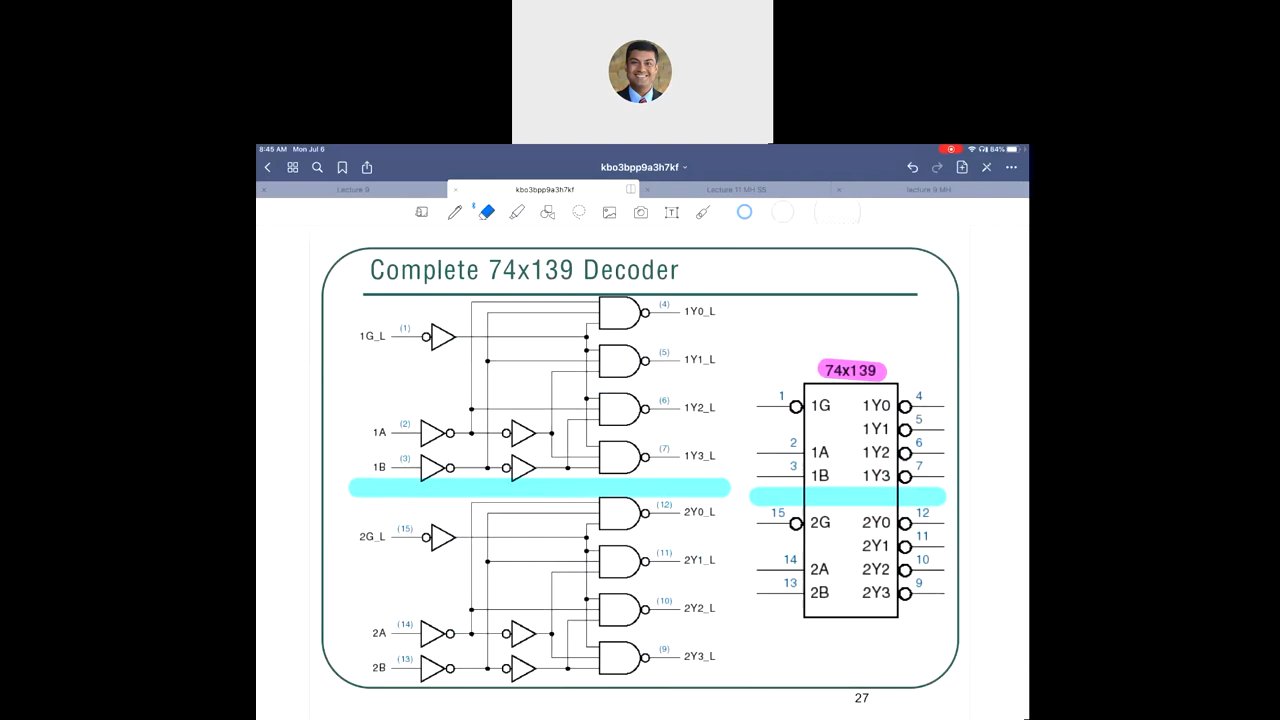 8:45 AM Mon Jul 6
84%
kbo3bpp9a3h7kf
Lecture 9
kbo3bpp9a3h7kf
Lecture 11 MH S5
lecture 9 MH
Complete 74x139 Decoder
1G_L (1)
1A (2)
1B (3)
(4) 1Y0_L
(5) 1Y1_L
(6) 1Y2_L
(7) 1Y3_L
2G_L (15)
2A (14)
2B (13)
(12) 2Y0_L
(11) 2Y1_L
(10) 2Y2_L
(9) 2Y3_L
74x139
1 1G 1Y0 4
1Y1 5
2 1A 1Y2 6
3 1B 1Y3 7
15 2G 2Y0 12
2Y1 11
14 2A 2Y2 10
13 2B 2Y3 9
27